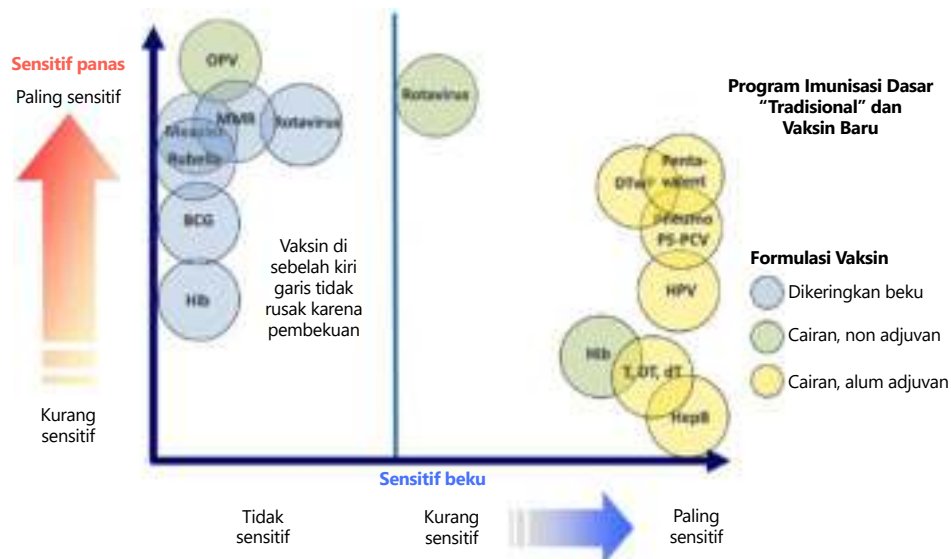 Sensitif panas
Paling sensitif
Kurang
sensitif
OPV
MMR
Rotavirus
Measles
Rubella
BCG
Hib
Vaksin di
sebelah kiri
garis tidak
rusak karena
pembekuan
Rotavirus
Penta-
valent
DTwP
Pneumo
PS-PCV
HPV
Hib
T, DT, dT
HepB
Program Imunisasi Dasar
“Tradisional” dan
Vaksin Baru
Formulasi Vaksin
Dikeringkan beku
Cairan, non adjuvan
Cairan, alum adjuvan
Sensitif beku
Tidak
sensitif
Kurang
sensitif
Paling
sensitif